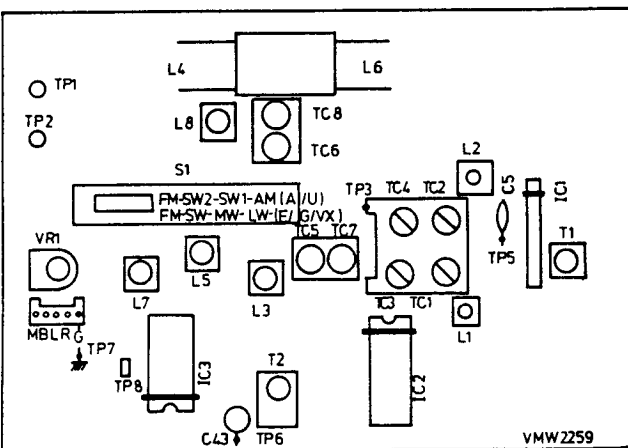 L4
L6
TP1
TP2
L8
TC8
TC6
S1
L2
C5
IC1
FM-SW2-SW1-AM(A/U)
FM-SW-MW-LW-(E/G/VX)
TP3
TC4
TC2
VR1
TC5
TC7
TP5
T1
L5
L7
L3
TC3
TC1
L1
MBLRG
TP7
TP8
IC3
T2
IC2
C43
TP6
VMW2259